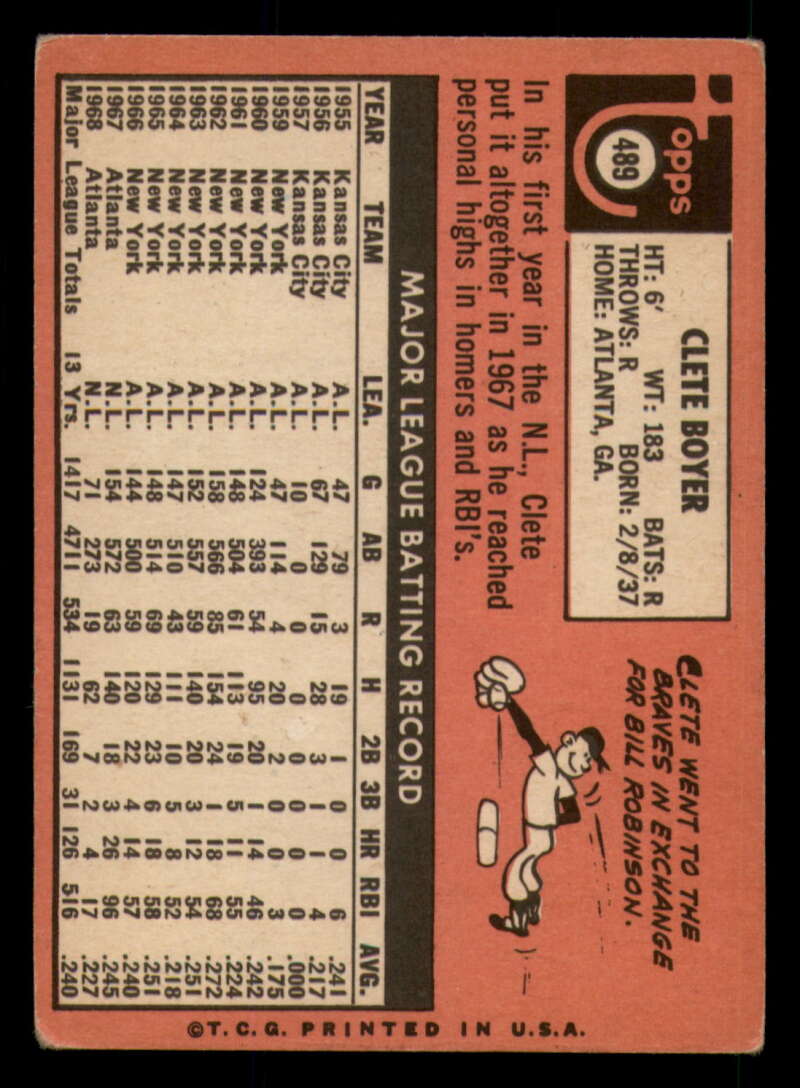 Topps
489
CLETE BOYER
HT: 6' WT: 183 BATS: R
THROWS: R BORN: 2/8/37
HOME: ATLANTA, GA.
In his first year in the N.L., Clete
put it altogether in 1967 as he reached
personal highs in homers and RBI's.
CLETE WENT TO THE
BRAVES IN EXCHANGE
FOR BILL ROBINSON.
MAJOR LEAGUE BATTING RECORD
YEAR TEAM LEA. G AB R H 2B 3B HR RBI AVG.
1955 Kansas City A.L. 47 79 3 19 1 0 0 6 .241
1956 Kansas City A.L. 67 129 15 28 3 1 1 4 .217
1957 Kansas City A.L. 10 0 0 0 0 0 0 0 .000
1959 New York A.L. 47 114 4 20 2 0 0 3 .175
1960 New York A.L. 124 393 54 95 20 1 14 46 .242
1961 New York A.L. 148 504 61 113 19 5 11 55 .224
1962 New York A.L. 158 566 85 154 24 1 18 68 .272
1963 New York A.L. 152 557 59 140 20 3 12 54 .251
1964 New York A.L. 147 510 43 111 10 5 8 52 .218
1965 New York A.L. 148 514 69 129 23 6 18 58 .251
1966 New York A.L. 144 500 59 120 22 4 14 57 .240
1967 Atlanta N.L. 154 572 63 140 18 3 26 96 .245
1968 Atlanta N.L. 71 273 19 62 7 2 4 17 .227
Major League Totals 13 Yrs. 1417 4711 534 1131 169 31 126 516 .240
©T.C.G. PRINTED IN U.S.A.